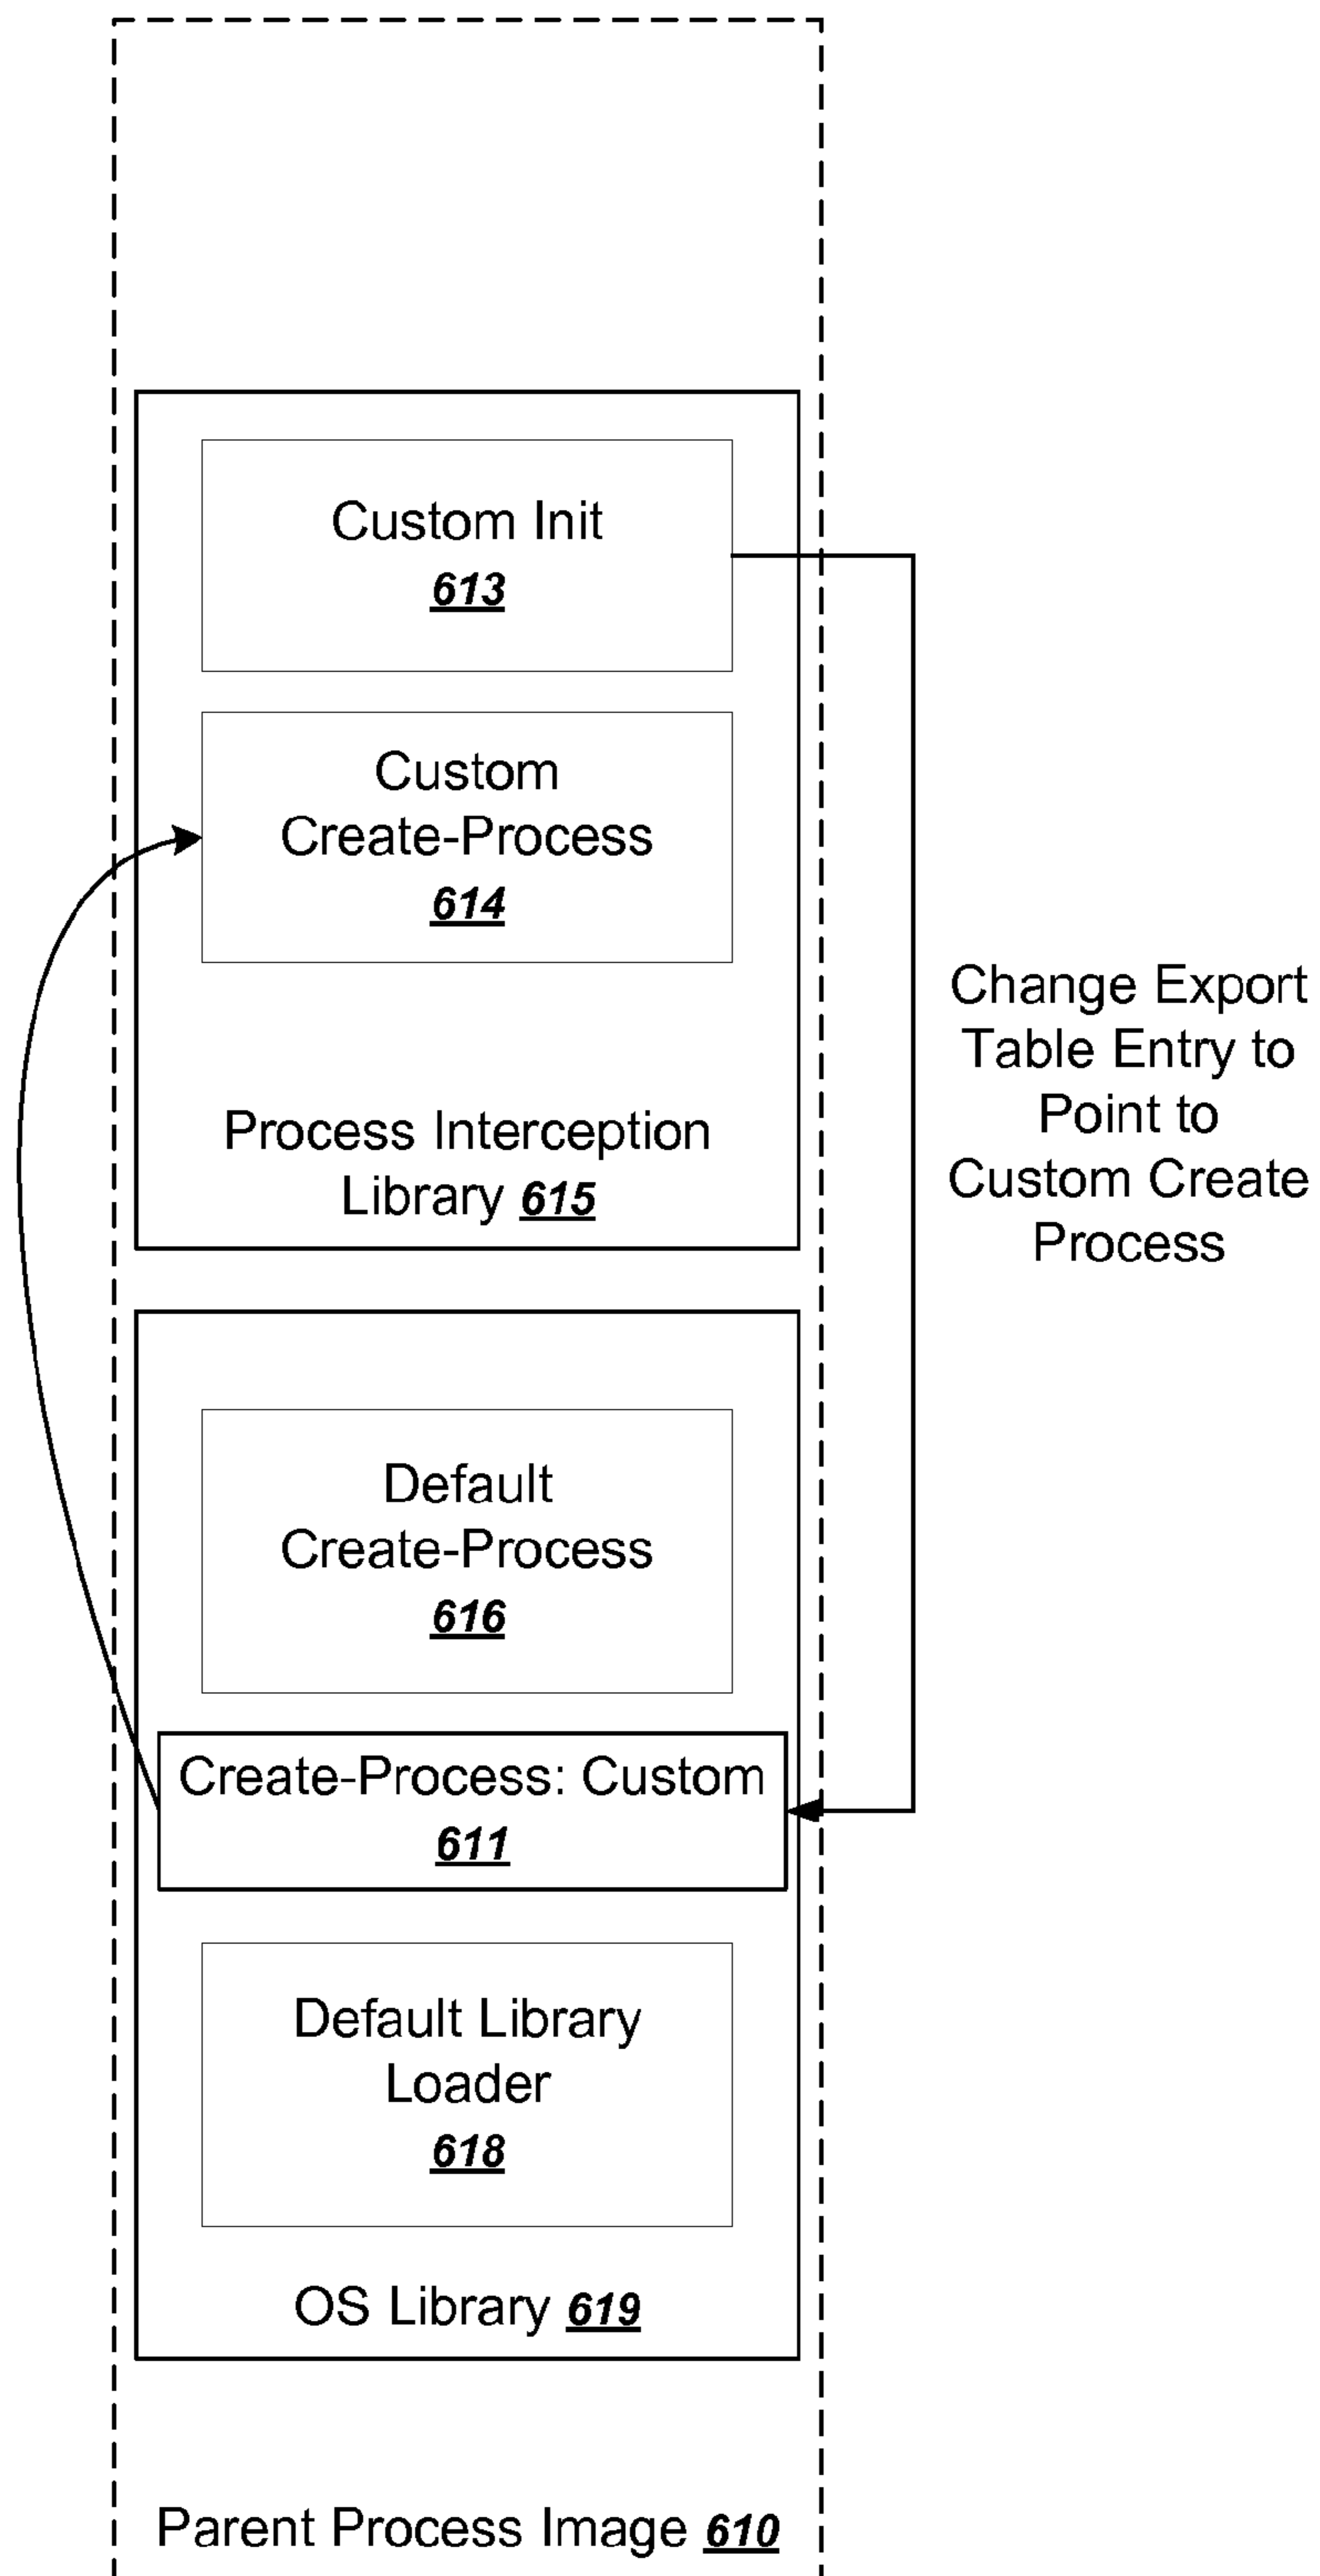 Custom Init
613
Custom
Create-Process
614
Process Interception
Library 615
Change Export
Table Entry to
Point to
Custom Create
Process
Default
Create-Process
616
Create-Process: Custom
611
Default Library
Loader
618
OS Library 619
Parent Process Image 610